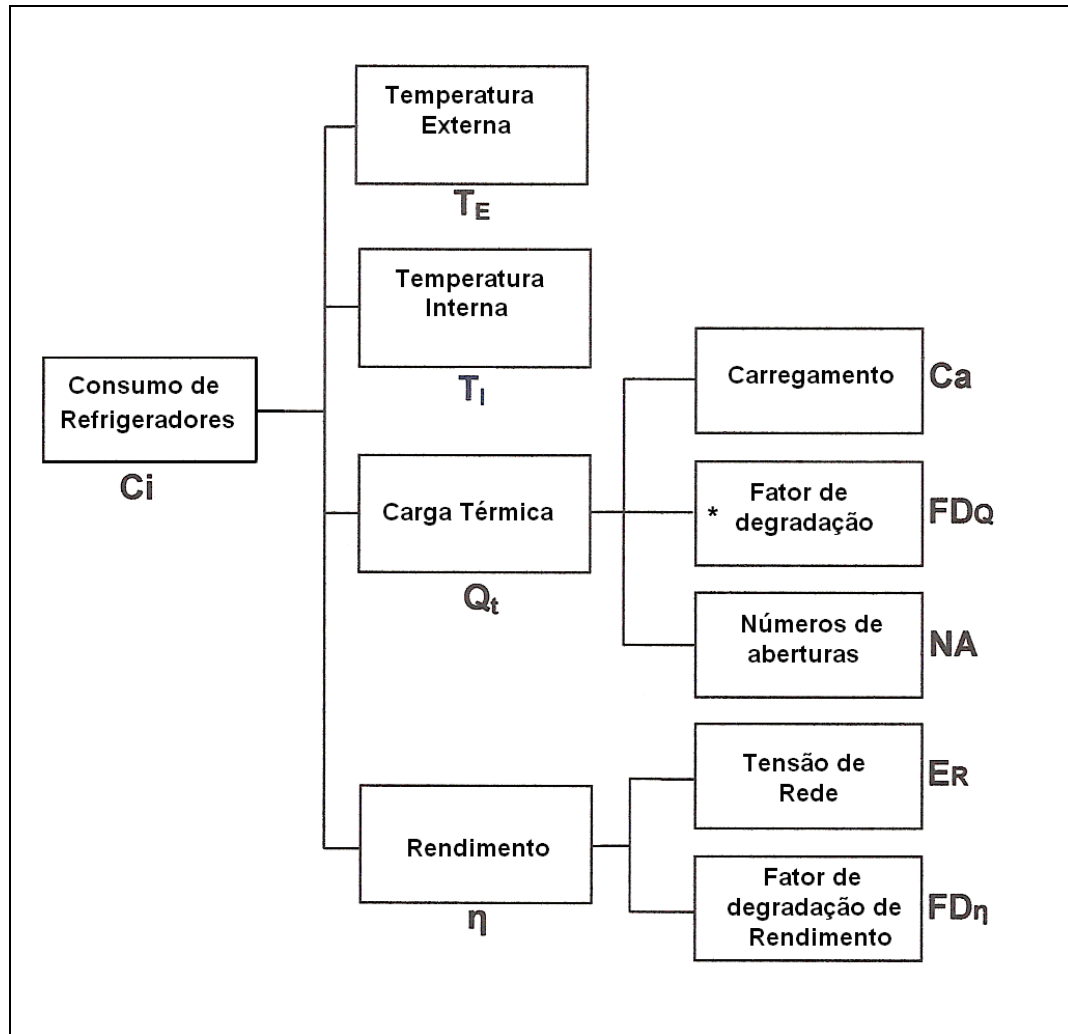 Temperatura
Externa
TE
Temperatura
Interna
TI
Consumo de
Refrigeradores
Ci
Carregamento
Ca
Carga Térmica
Qt
* Fator de
degradação
FDQ
Números de
aberturas
NA
Tensão de
Rede
ER
Rendimento
η
Fator de
degradação de
Rendimento
FDη